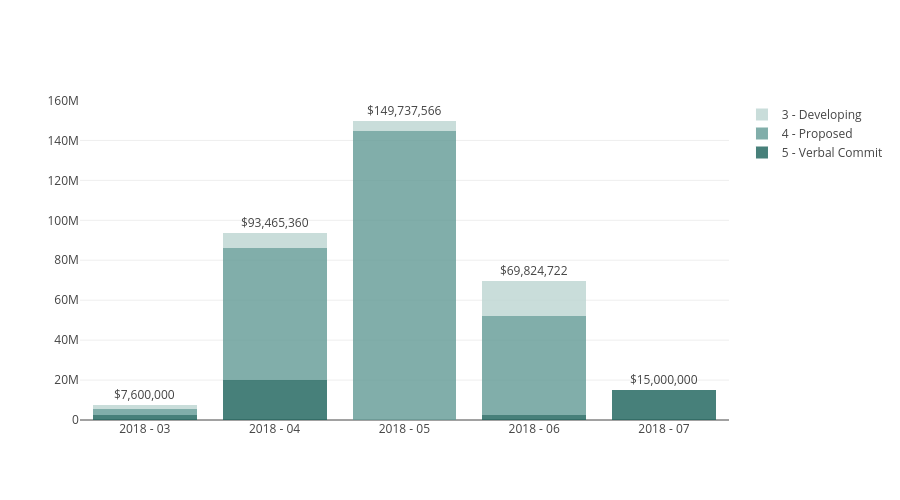 160M
140M
120M
100M
80M
60M
40M
20M
0
$7,600,000
$93,465,360
$149,737,566
$69,824,722
$15,000,000
2018 - 03
2018 - 04
2018 - 05
2018 - 06
2018 - 07
3 - Developing
4 - Proposed
5 - Verbal Commit